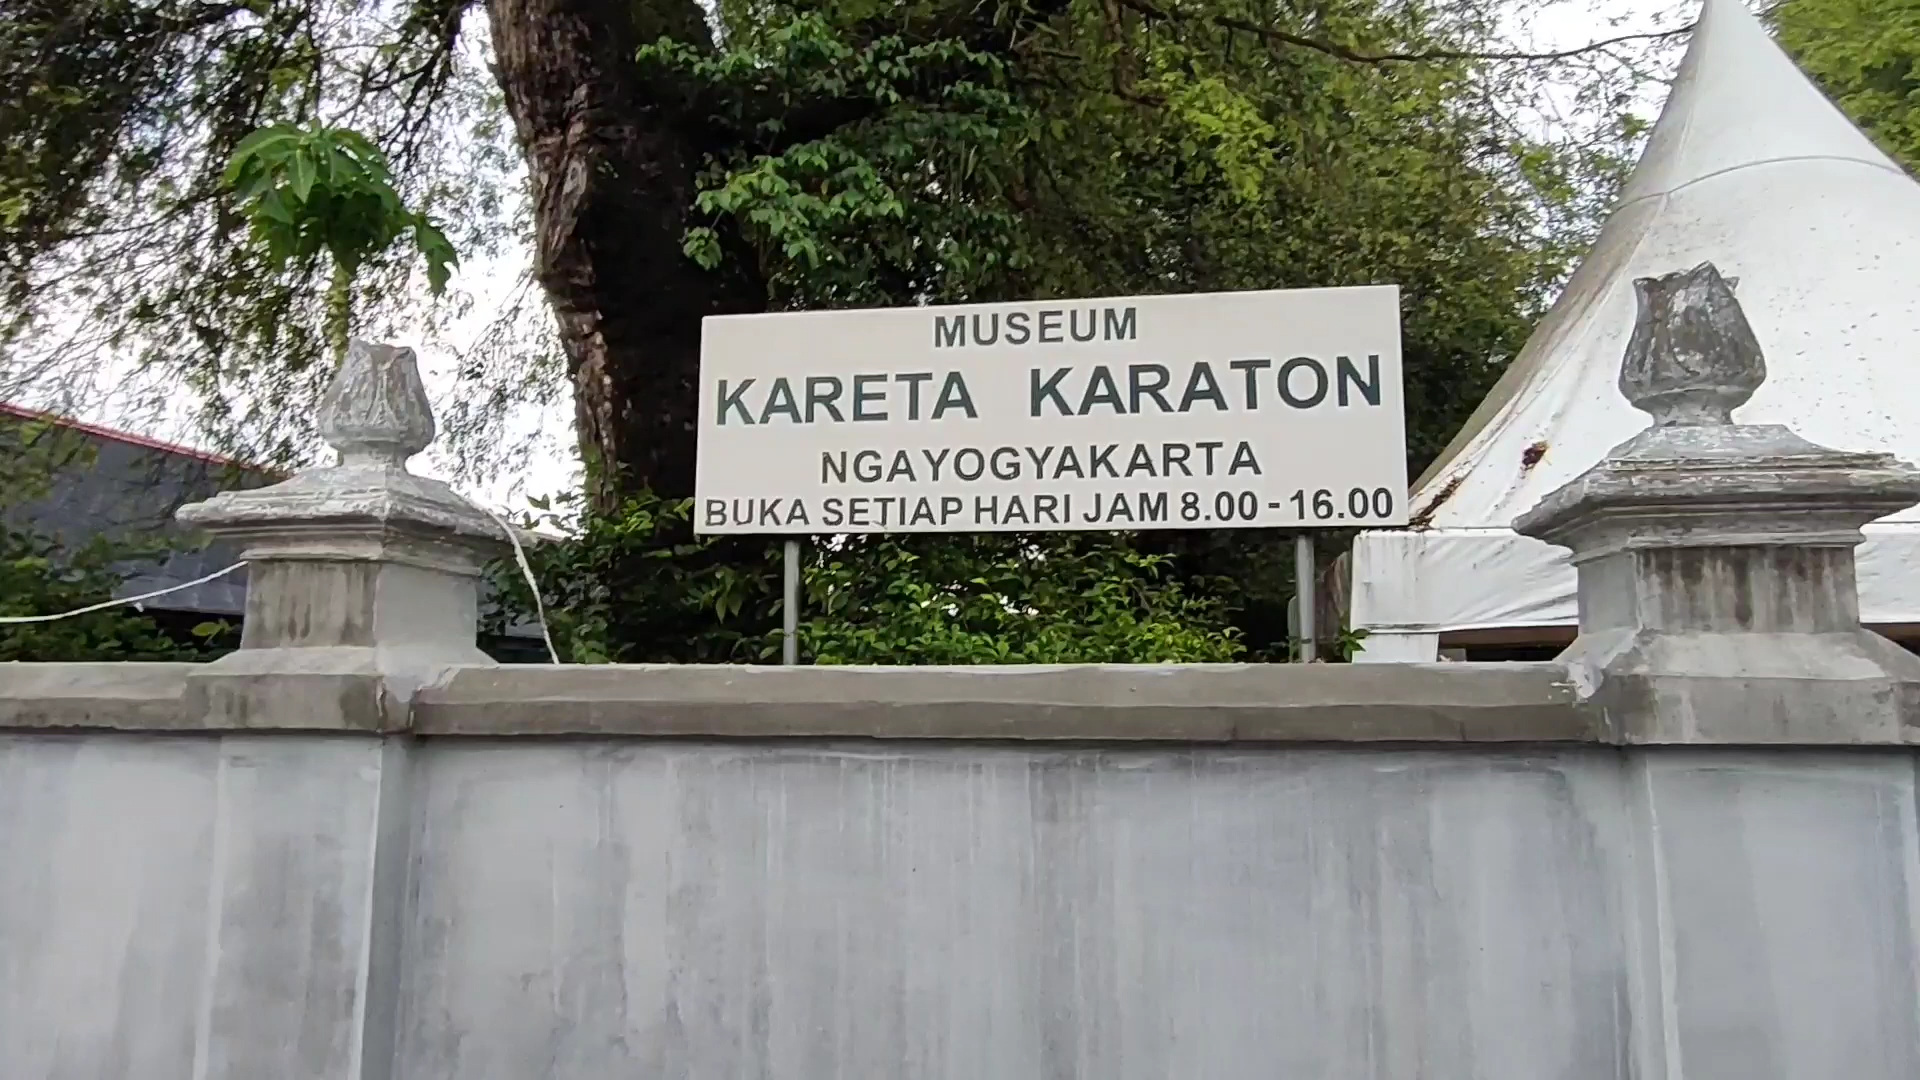 MUSEUM
KARETA KARATON
NGAYOGYAKARTA
BUKA SETIAP HARI JAM 8.00 - 16.00